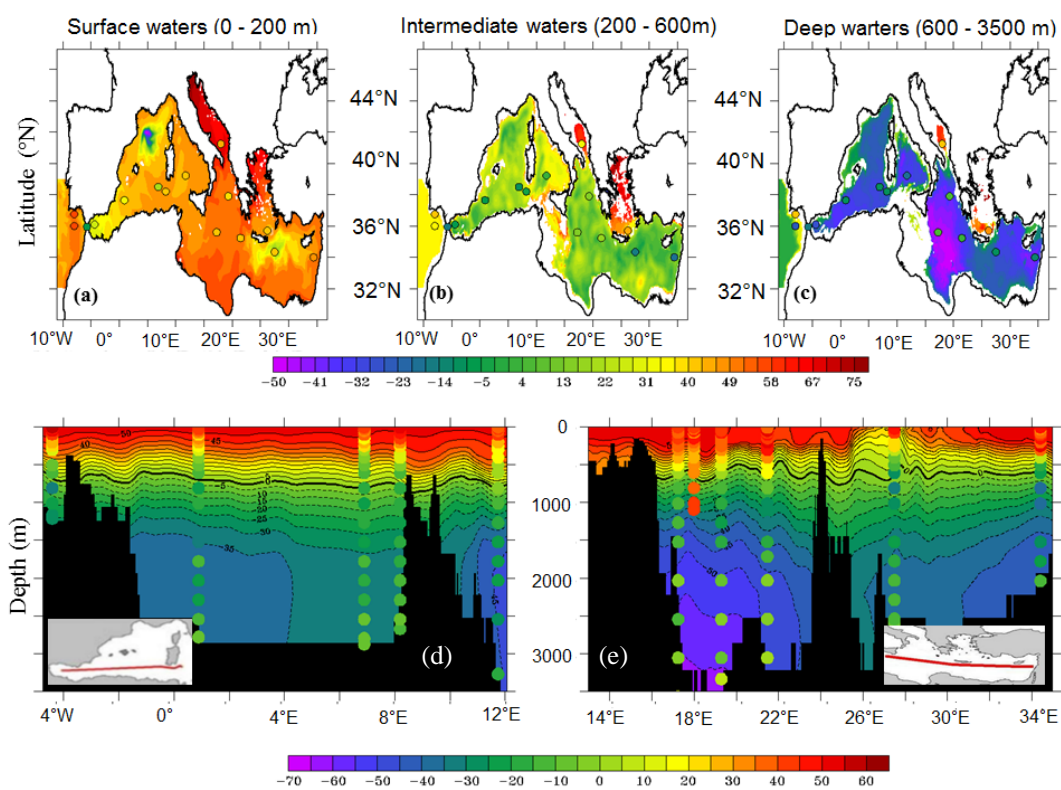 Surface waters (0 - 200 m)
Intermediate waters (200 - 600m)
Deep warters (600 - 3500 m)
Latitude (°N)
44°N
40°N
36°N
32°N
44°N
40°N
36°N
32°N
44°N
40°N
36°N
32°N
(a)
(b)
(c)
10°W 0° 10°E 20°E 30°E
10°W 0° 10°E 20°E 30°E
10°W 0° 10°E 20°E 30°E
−50 −41 −32 −23 −14 −5 4 13 22 31 40 49 58 67 75
Depth (m)
0
1000
2000
3000
(d)
(e)
4°W 0° 4°E 8°E 12°E
14°E 18°E 22°E 26°E 30°E 34°E
−70 −60 −50 −40 −30 −20 −10 0 10 20 30 40 50 60